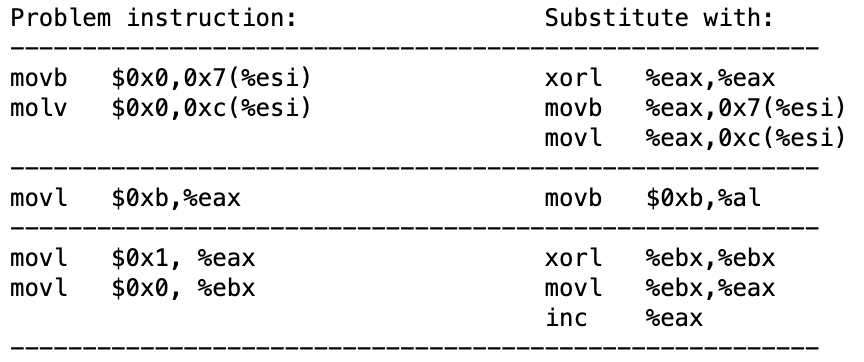 Problem instruction:                 Substitute with:
--------------------------------------------------------
movb   $0x0,0x7(%esi)                xorl   %eax,%eax
molv   $0x0,0xc(%esi)                movb   %eax,0x7(%esi)
                                     movl   %eax,0xc(%esi)
--------------------------------------------------------
movl   $0xb,%eax                     movb   $0xb,%al
--------------------------------------------------------
movl   $0x1, %eax                    xorl   %ebx,%ebx
movl   $0x0, %ebx                    movl   %ebx,%eax
                                     inc    %eax
--------------------------------------------------------